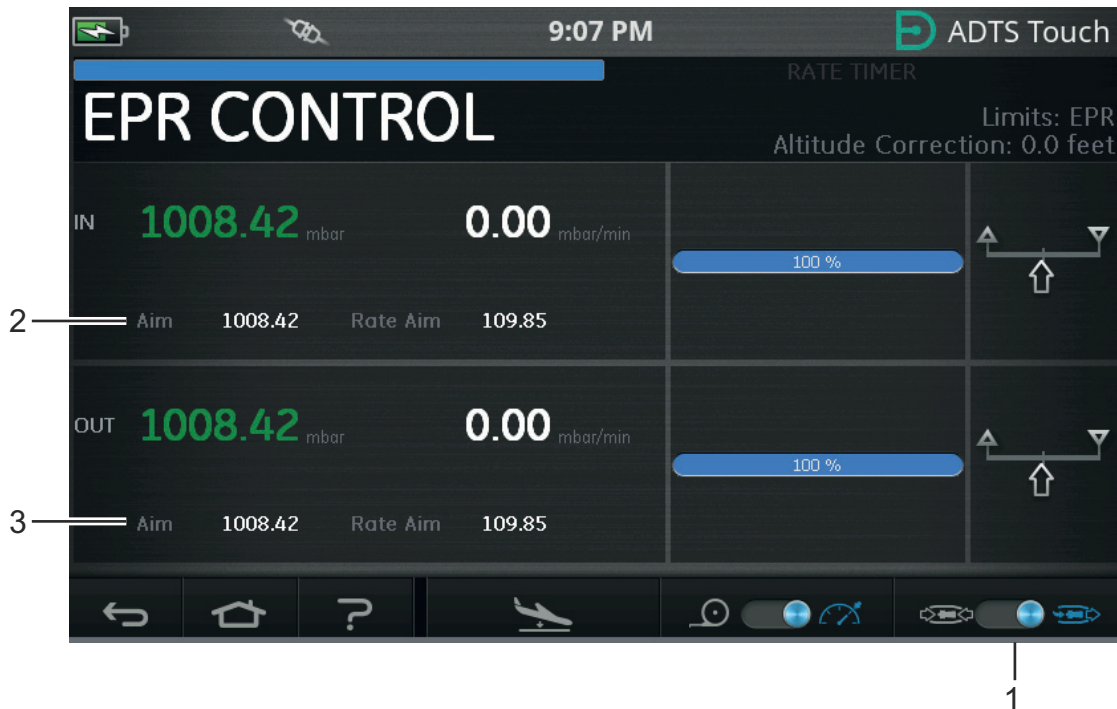 9:07 PM
ADTS Touch
RATE TIMER
EPR CONTROL
Limits: EPR
Altitude Correction: 0.0 feet
IN 1008.42 mbar 0.00 mbar/min
100 %
2 Aim 1008.42 Rate Aim 109.85
OUT 1008.42 mbar 0.00 mbar/min
100 %
3 Aim 1008.42 Rate Aim 109.85
?
1